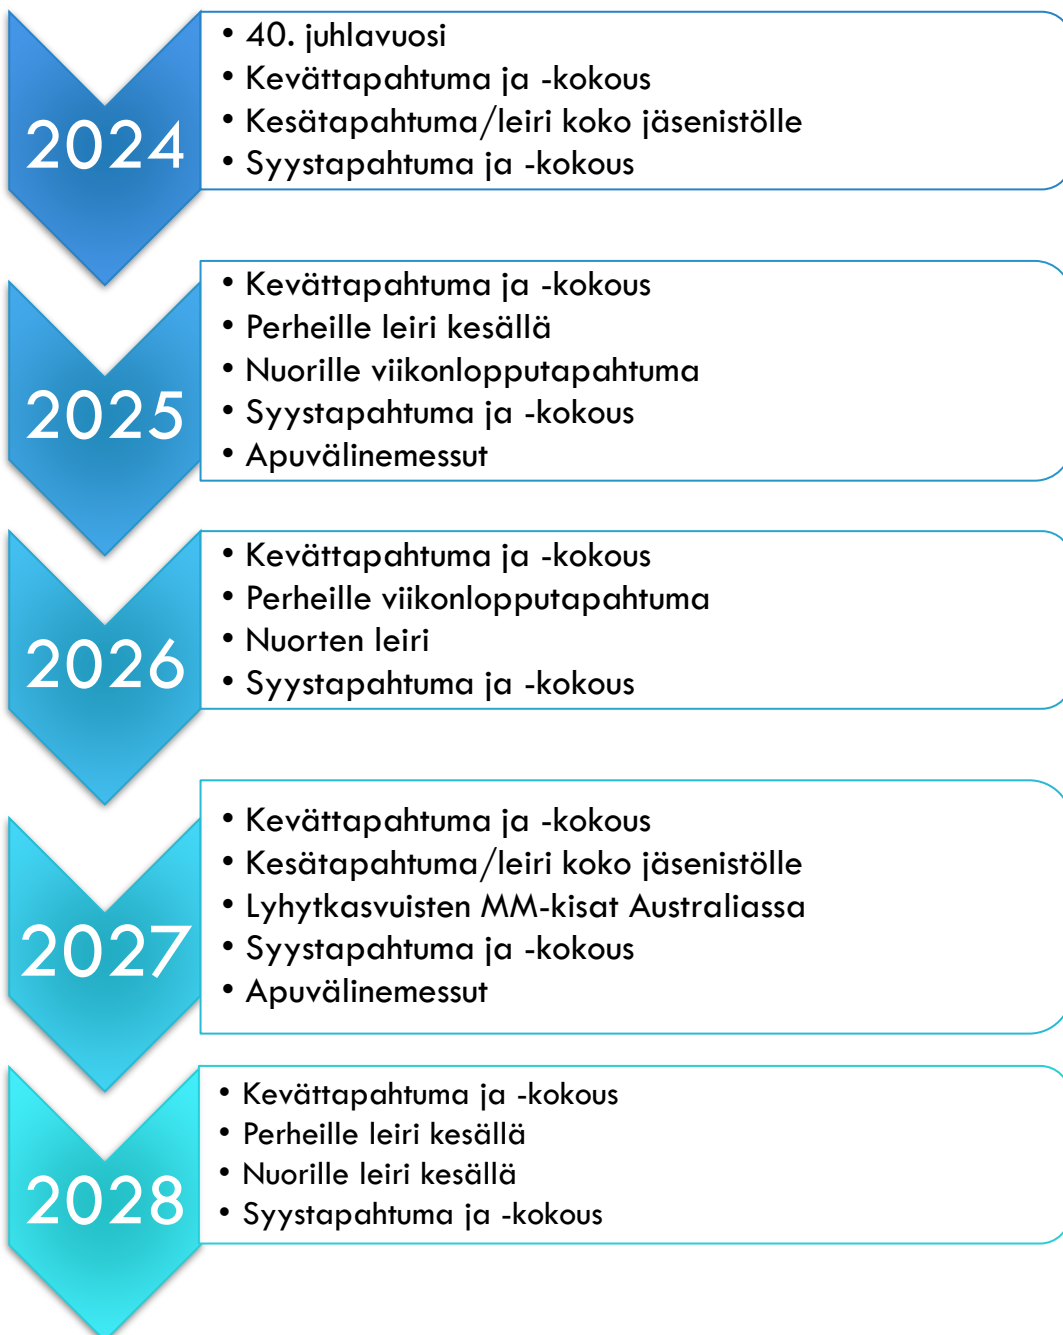 2024
• 40. juhlavuosi
• Kevättapahtuma ja -kokous
• Kesätapahtuma/leiri koko jäsenistölle
• Syystapahtuma ja -kokous
2025
• Kevättapahtuma ja -kokous
• Perheille leiri kesällä
• Nuorille viikonlopputapahtuma
• Syystapahtuma ja -kokous
• Apuvälinemessut
2026
• Kevättapahtuma ja -kokous
• Perheille viikonlopputapahtuma
• Nuorten leiri
• Syystapahtuma ja -kokous
2027
• Kevättapahtuma ja -kokous
• Kesätapahtuma/leiri koko jäsenistölle
• Lyhytkasvuisten MM-kisat Australiassa
• Syystapahtuma ja -kokous
• Apuvälinemessut
2028
• Kevättapahtuma ja -kokous
• Perheille leiri kesällä
• Nuorille leiri kesällä
• Syystapahtuma ja -kokous